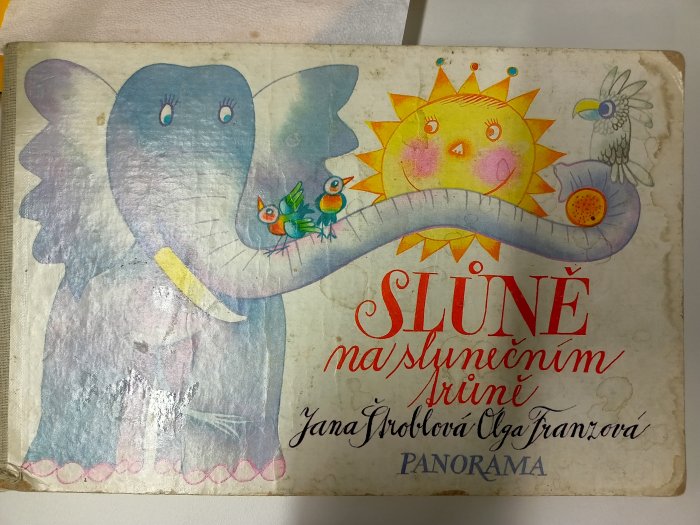 SLŮNĚ
na slunečním
trůně
Jana Štroblová Olga Franzová
PANORAMA